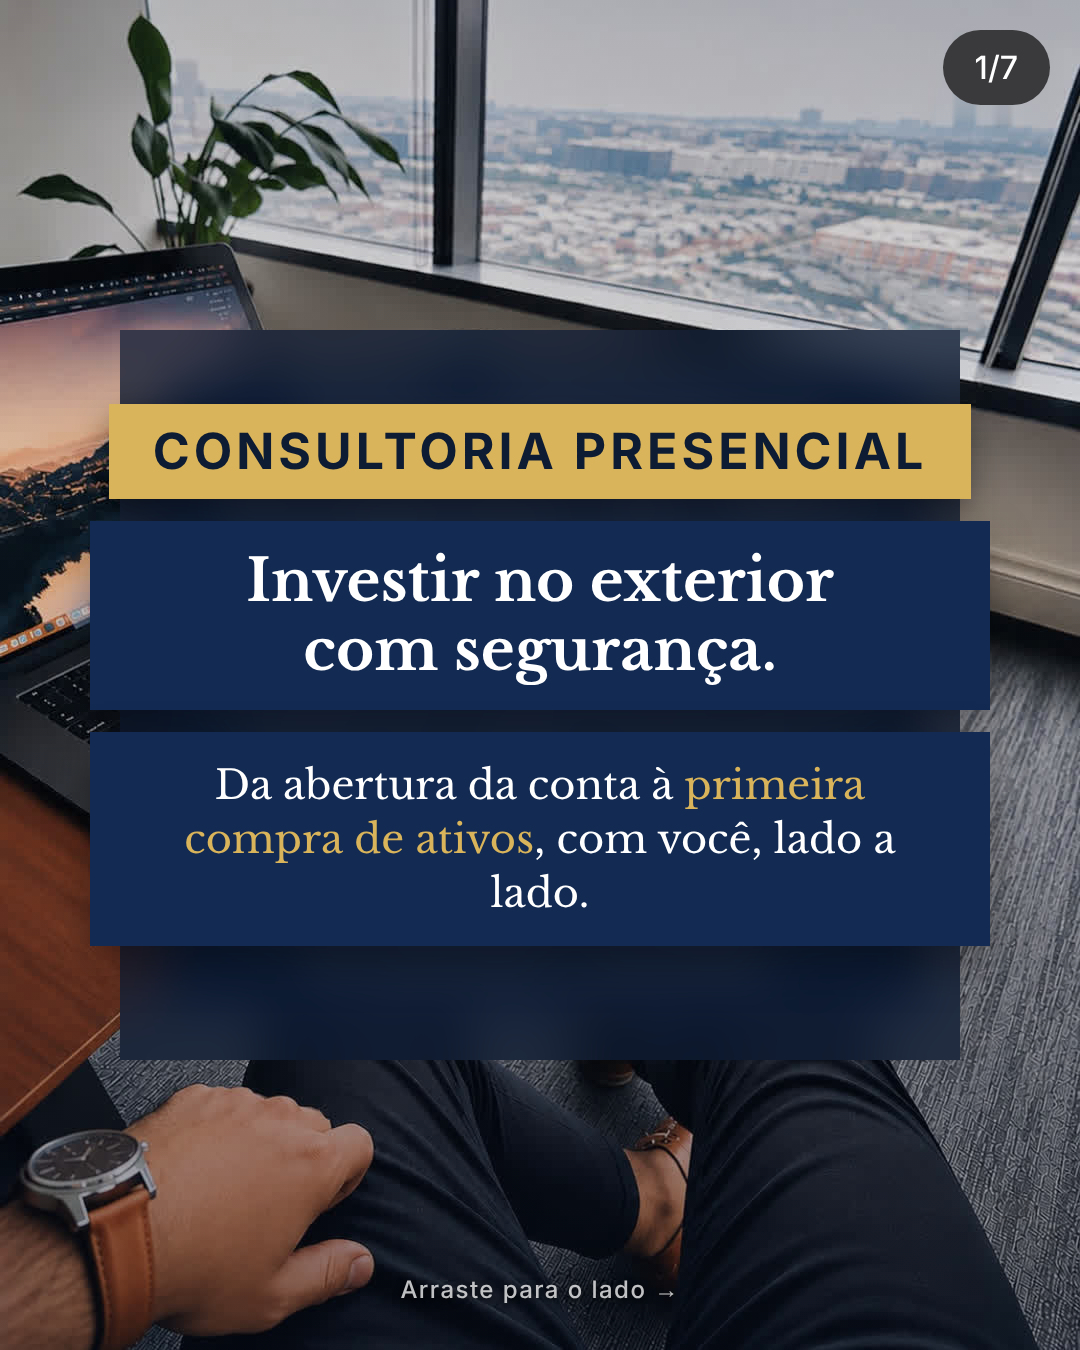 1/7
CONSULTORIA PRESENCIAL
Investir no exterior
com segurança.
Da abertura da conta à primeira
compra de ativos, com você, lado a
lado.
Arraste para o lado →